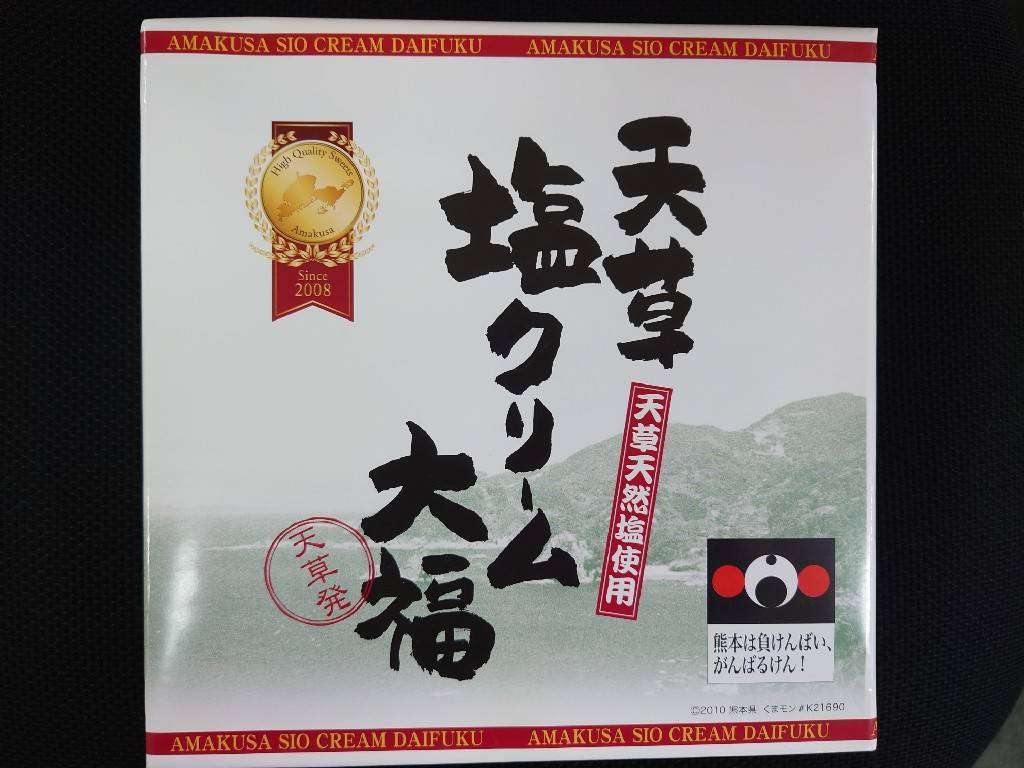 AMAKUSA SIO CREAM DAIFUKU AMAKUSA SIO CREAM DAIFUKU
天草
塩クリーム
大福
High Quality Sweets
Amakusa
Since
2008
天草天然塩使用
天草発
熊本は負けんばい、
がんばるけん!
©2010 熊本県 くまモン#K21690
AMAKUSA SIO CREAM DAIFUKU AMAKUSA SIO CREAM DAIFUKU